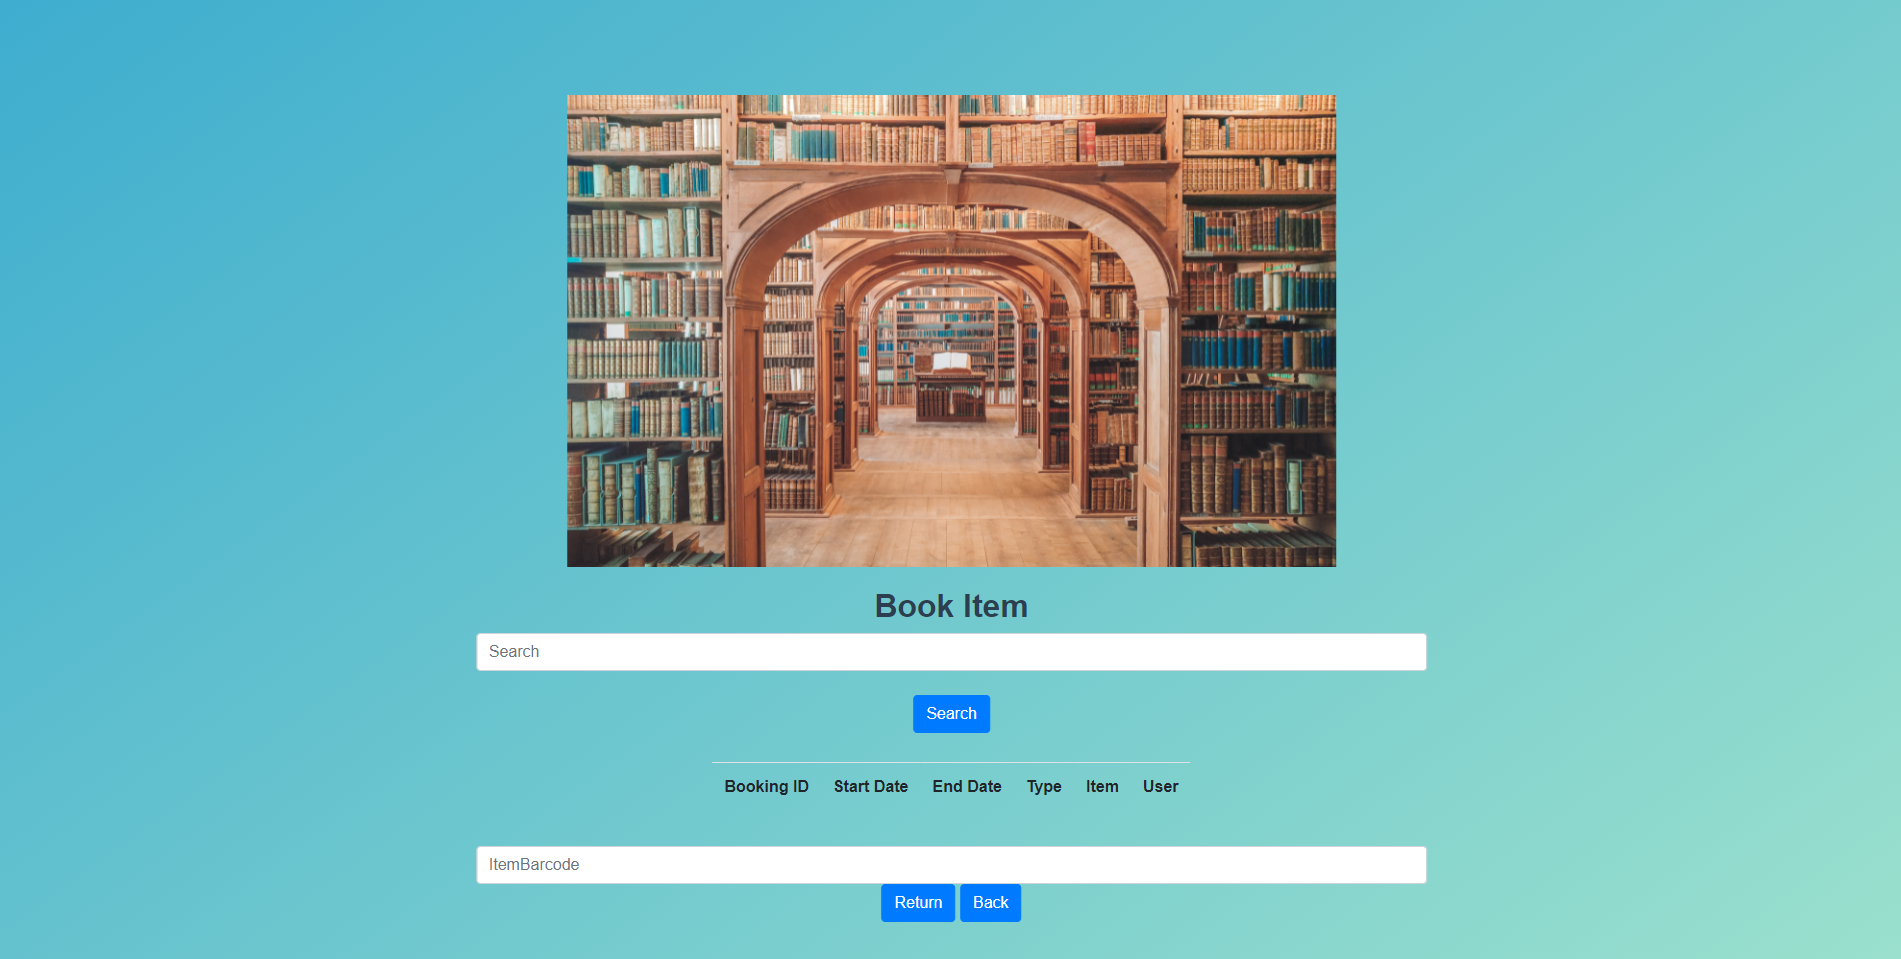 Book Item
Search
Search
Booking ID Start Date End Date Type Item User
ItemBarcode
Return Back